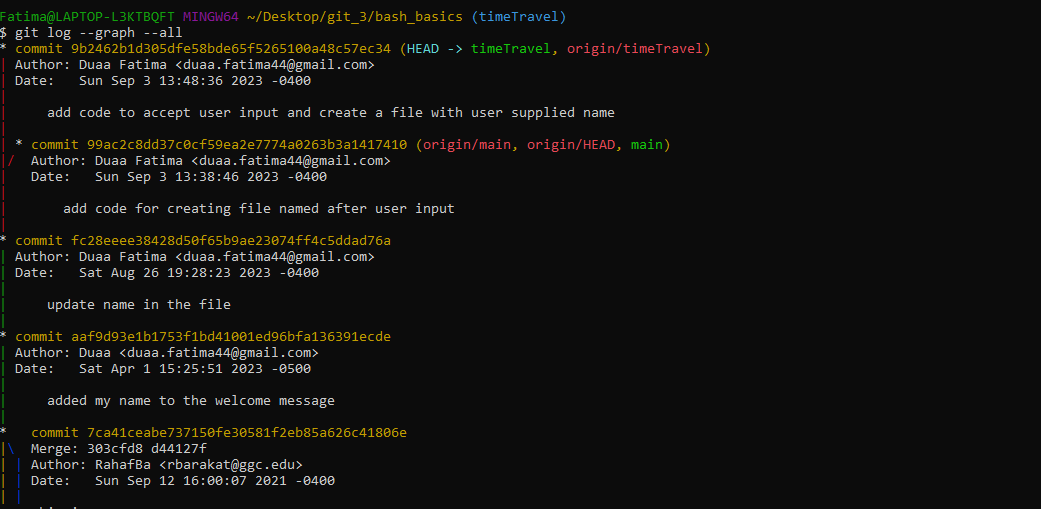 Fatima@LAPTOP-L3KTBQFT MINGW64 ~/Desktop/git_3/bash_basics (timeTravel)
$ git log --graph --all
* commit 9b2462b1d305dfe58bde65f5265100a48c57ec34 (HEAD -> timeTravel, origin/timeTravel)
| Author: Duaa Fatima <duaa.fatima44@gmail.com>
| Date:   Sun Sep 3 13:48:36 2023 -0400
|
|     add code to accept user input and create a file with user supplied name
|
| * commit 99ac2c8dd37c0cf59ea2e7774a0263b3a1417410 (origin/main, origin/HEAD, main)
|/  Author: Duaa Fatima <duaa.fatima44@gmail.com>
|   Date:   Sun Sep 3 13:38:46 2023 -0400
|
|       add code for creating file named after user input
|
* commit fc28eeee38428d50f65b9ae23074ff4c5ddad76a
| Author: Duaa Fatima <duaa.fatima44@gmail.com>
| Date:   Sat Aug 26 19:28:23 2023 -0400
|
|     update name in the file
|
* commit aaf9d93e1b1753f1bd41001ed96bfa136391ecde
| Author: Duaa <duaa.fatima44@gmail.com>
| Date:   Sat Apr 1 15:25:51 2023 -0500
|
|     added my name to the welcome message
|
*   commit 7ca41ceabe737150fe30581f2eb85a626c41806e
|\  Merge: 303cfd8 d44127f
| | Author: RahafBa <rbarakat@ggc.edu>
| | Date:   Sun Sep 12 16:00:07 2021 -0400
| |